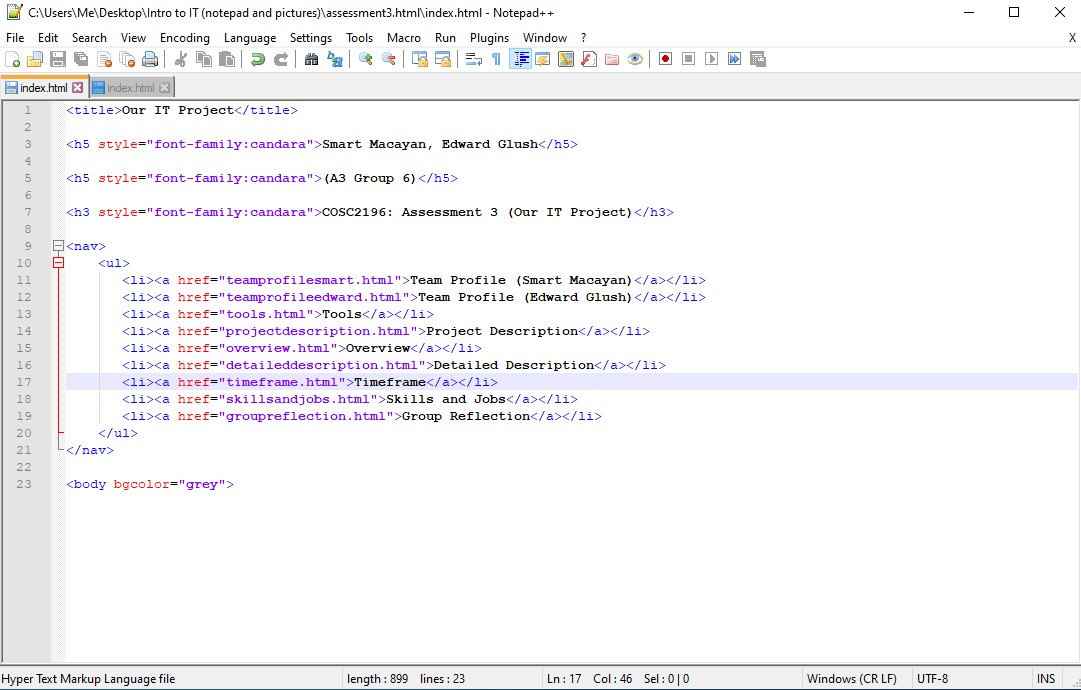 C:\Users\Me\Desktop\Intro to IT (notepad and pictures)\assessment3.html\index.html - Notepad++
File Edit Search View Encoding Language Settings Tools Macro Run Plugins Window ? X
index.html index.html
1 <title>Our IT Project</title>
2
3 <h5 style="font-family:candara">Smart Macayan, Edward Glush</h5>
4
5 <h5 style="font-family:candara">(A3 Group 6)</h5>
6
7 <h3 style="font-family:candara">COSC2196: Assessment 3 (Our IT Project)</h3>
8
9 <nav>
10 <ul>
11 <li><a href="teamprofilesmart.html">Team Profile (Smart Macayan)</a></li>
12 <li><a href="teamprofileedward.html">Team Profile (Edward Glush)</a></li>
13 <li><a href="tools.html">Tools</a></li>
14 <li><a href="projectdescription.html">Project Description</a></li>
15 <li><a href="overview.html">Overview</a></li>
16 <li><a href="detaileddescription.html">Detailed Description</a></li>
17 <li><a href="timeframe.html">Timeframe</a></li>
18 <li><a href="skillsandjobs.html">Skills and Jobs</a></li>
19 <li><a href="groupreflection.html">Group Reflection</a></li>
20 </ul>
21 </nav>
22
23 <body bgcolor="grey">
Hyper Text Markup Language file length : 899 lines : 23 Ln : 17 Col : 46 Sel : 0 | 0 Windows (CR LF) UTF-8 INS